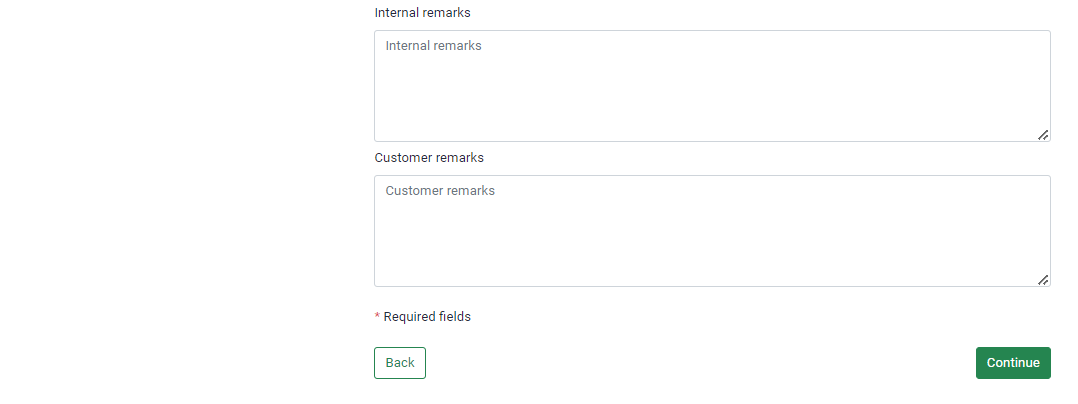 Internal remarks
Internal remarks
Customer remarks
Customer remarks
* Required fields
Back
Continue